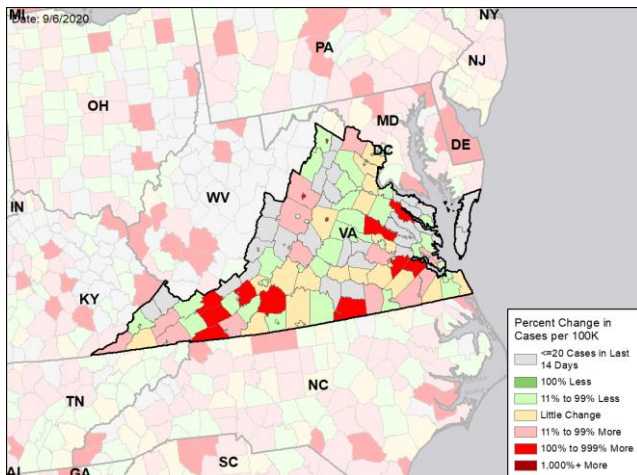 MI
Date: 9/6/2020
NY
PA
NJ
OH
MD
DE
DC
WV
IN
VA
KY
TN
NC
AL
GA
SC
Percent Change in
Cases per 100K
<=20 Cases in Last
14 Days
100% Less
11% to 99% Less
Little Change
11% to 99% More
100% to 999% More
1,000%+ More